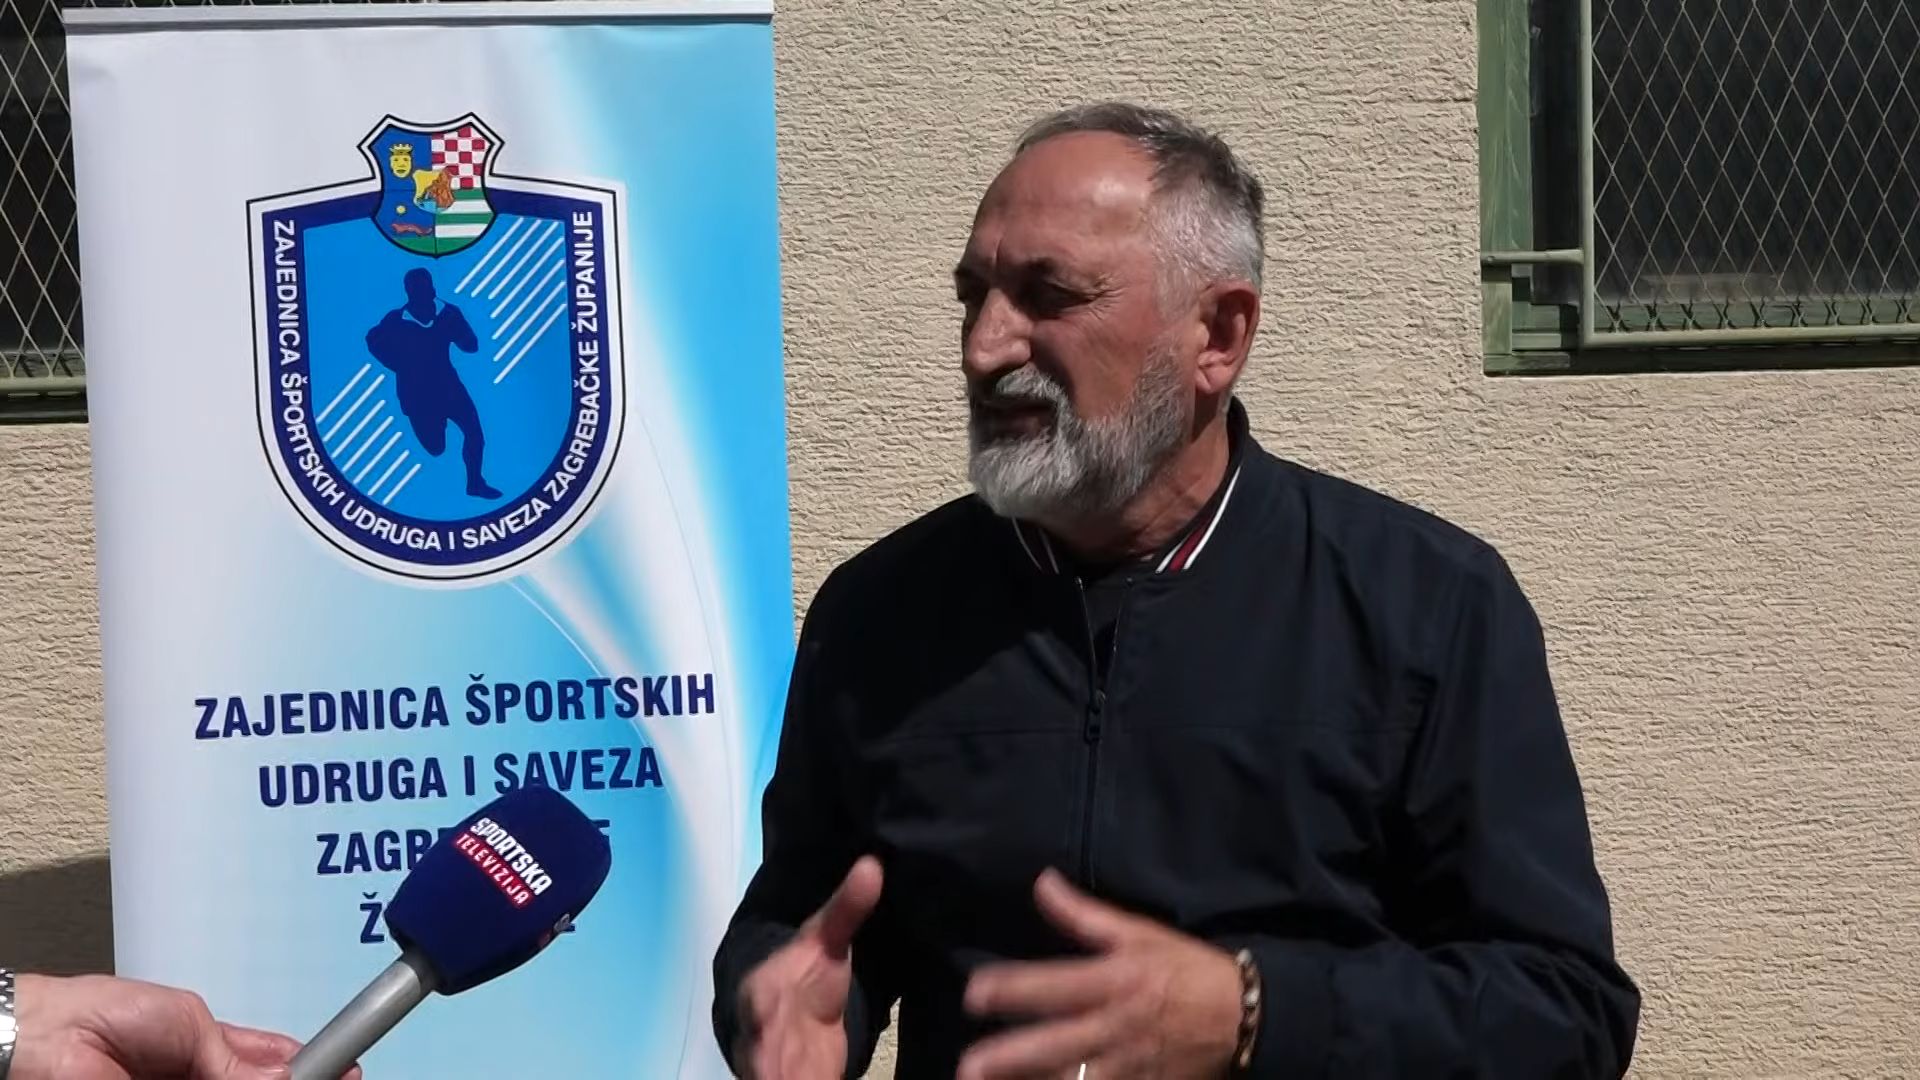 ZAJEDNICA ŠPORTSKIH UDRUGA I SAVEZA ZAGREBAČKE ŽUPANIJE
ZAJEDNICA ŠPORTSKIH
UDRUGA I SAVEZA
SPORTSKA
TELEVIZIJA